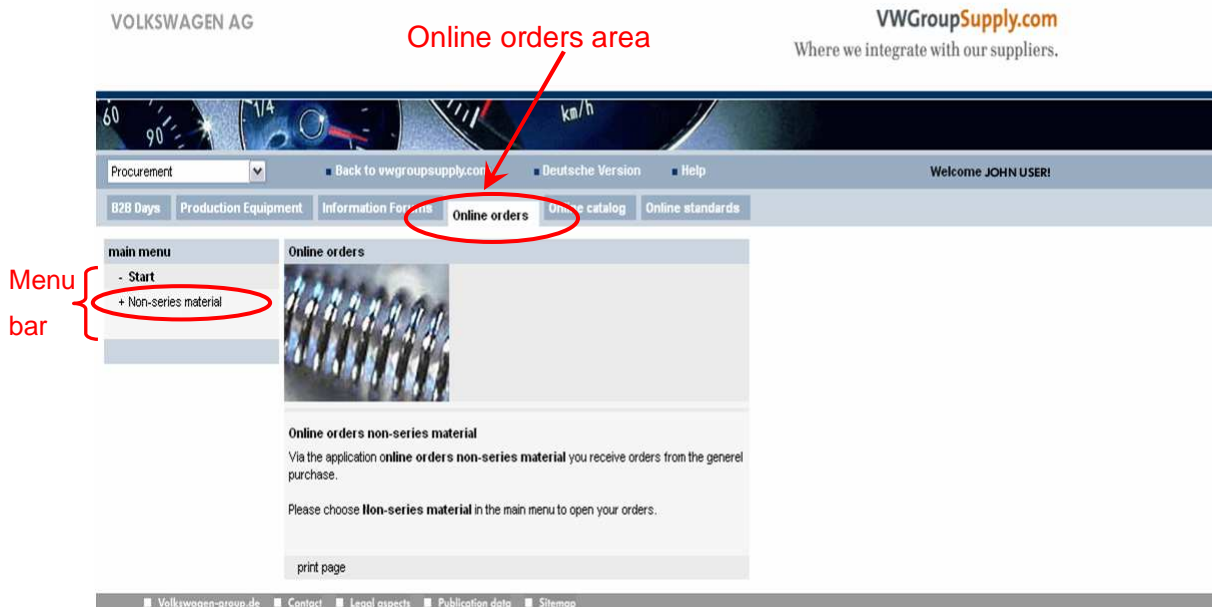 VOLKSWAGEN AG
VWGroupSupply.com
Online orders area
Where we integrate with our suppliers.
60 90 1/4 km/h
Procurement Back to vwgroupsupply.com Deutsche Version Help Welcome JOHN USER!
B2B Days Production Equipment Information Forums Online orders Online catalog Online standards
main menu Online orders
Menu bar
- Start
+ Non-series material
Online orders non-series material
Via the application online orders non-series material you receive orders from the generel
purchase.
Please choose Non-series material in the main menu to open your orders.
print page
Volkswagen-group.de Contact Legal aspects Publication data Sitemap